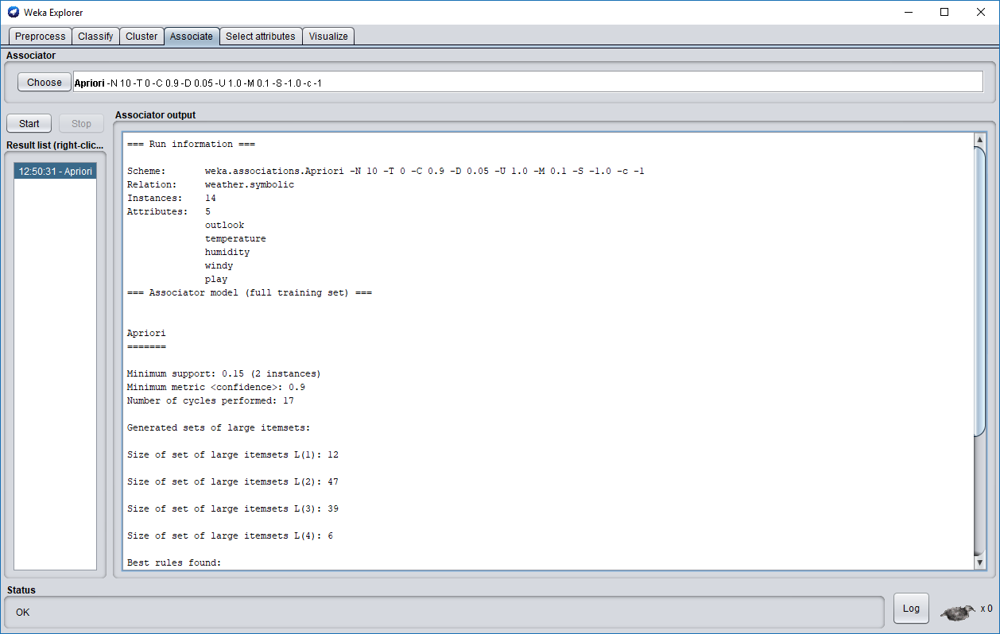 Weka Explorer
Preprocess Classify Cluster Associate Select attributes Visualize
Associator
Choose Apriori -N 10 -T 0 -C 0.9 -D 0.05 -U 1.0 -M 0.1 -S -1.0 -c -1
Start Stop
Result list (right-clic...
12:50:31 - Apriori
Associator output
=== Run information ===
Scheme: weka.associations.Apriori -N 10 -T 0 -C 0.9 -D 0.05 -U 1.0 -M 0.1 -S -1.0 -c -1
Relation: weather.symbolic
Instances: 14
Attributes: 5
outlook
temperature
humidity
windy
play
=== Associator model (full training set) ===
Apriori
=======
Minimum support: 0.15 (2 instances)
Minimum metric <confidence>: 0.9
Number of cycles performed: 17
Generated sets of large itemsets:
Size of set of large itemsets L(1): 12
Size of set of large itemsets L(2): 47
Size of set of large itemsets L(3): 39
Size of set of large itemsets L(4): 6
Best rules found:
Status
OK
Log
x 0